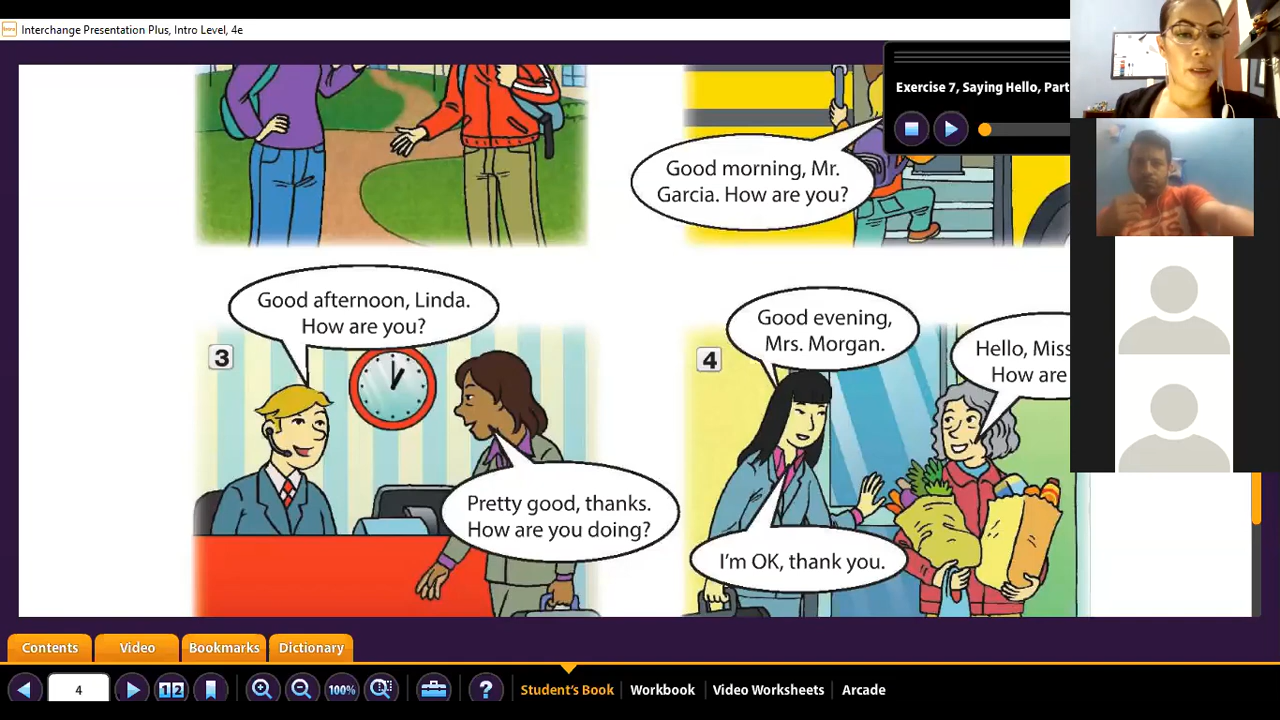 Interchange Presentation Plus, Intro Level, 4e
Exercise 7, Saying Hello, Part
Good morning, Mr.
Garcia. How are you?
Good afternoon, Linda.
How are you?
3
Pretty good, thanks.
How are you doing?
4
Good evening,
Mrs. Morgan.
Hello, Miss
How are
I'm OK, thank you.
Contents
Video
Bookmarks
Dictionary
4
12
100%
?
Student's Book
Workbook
Video Worksheets
Arcade